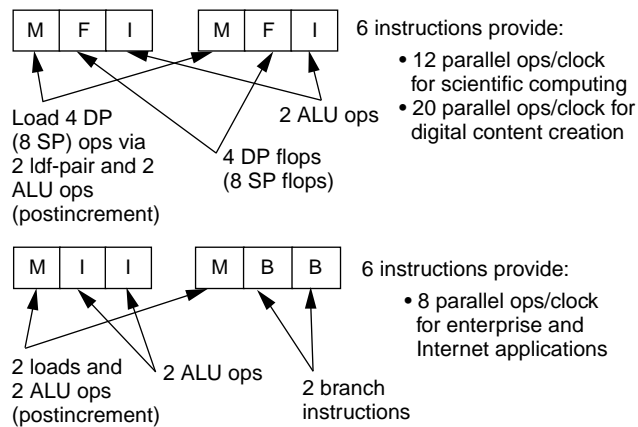 M F I M F I
6 instructions provide:
• 12 parallel ops/clock
for scientific computing
• 20 parallel ops/clock for
digital content creation
Load 4 DP
(8 SP) ops via
2 ldf-pair and 2
ALU ops
(postincrement)
4 DP flops
(8 SP flops)
2 ALU ops
M I I M B B
6 instructions provide:
• 8 parallel ops/clock
for enterprise and
Internet applications
2 loads and
2 ALU ops
(postincrement)
2 ALU ops
2 branch
instructions